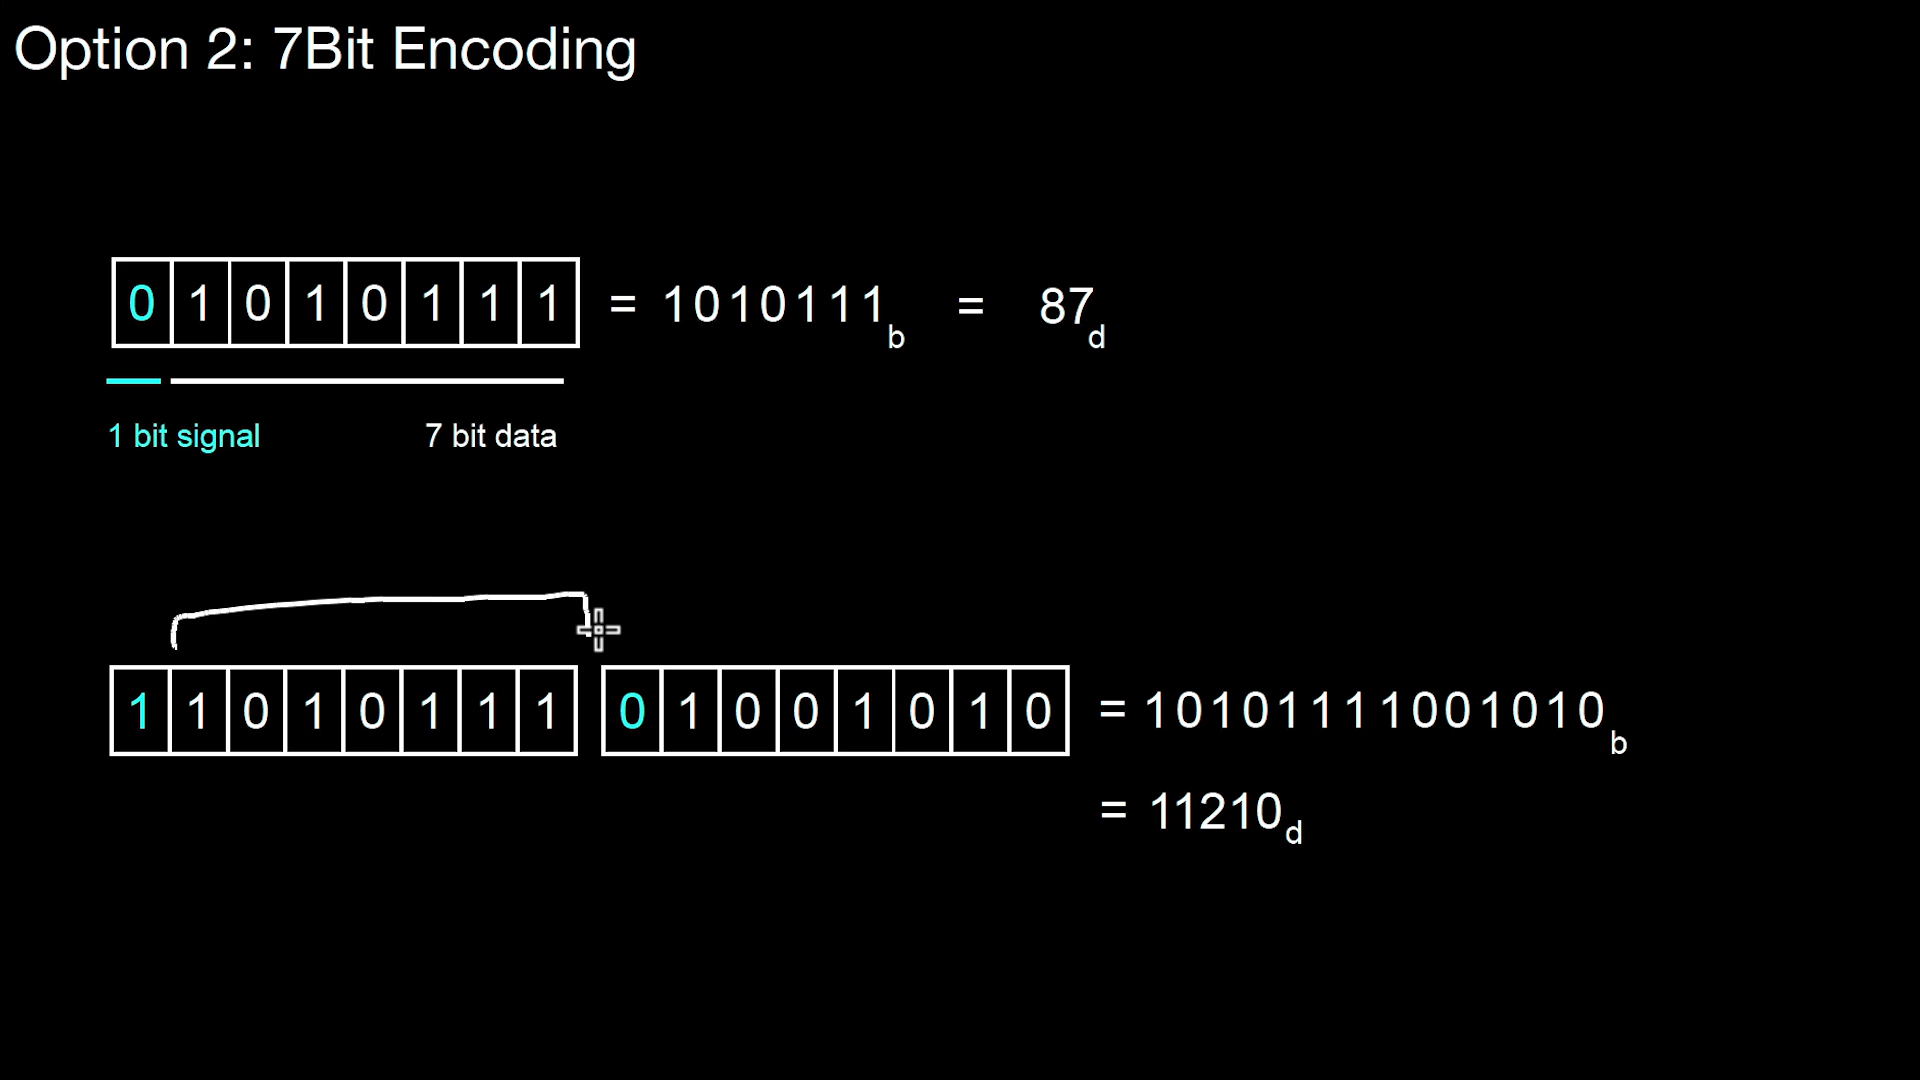 Option 2: 7Bit Encoding
0 1 0 1 0 1 1 1 = 1010111b = 87d
1 bit signal 7 bit data
1 1 0 1 0 1 1 1 0 1 0 0 1 0 1 0 = 10101111001010b
= 11210d